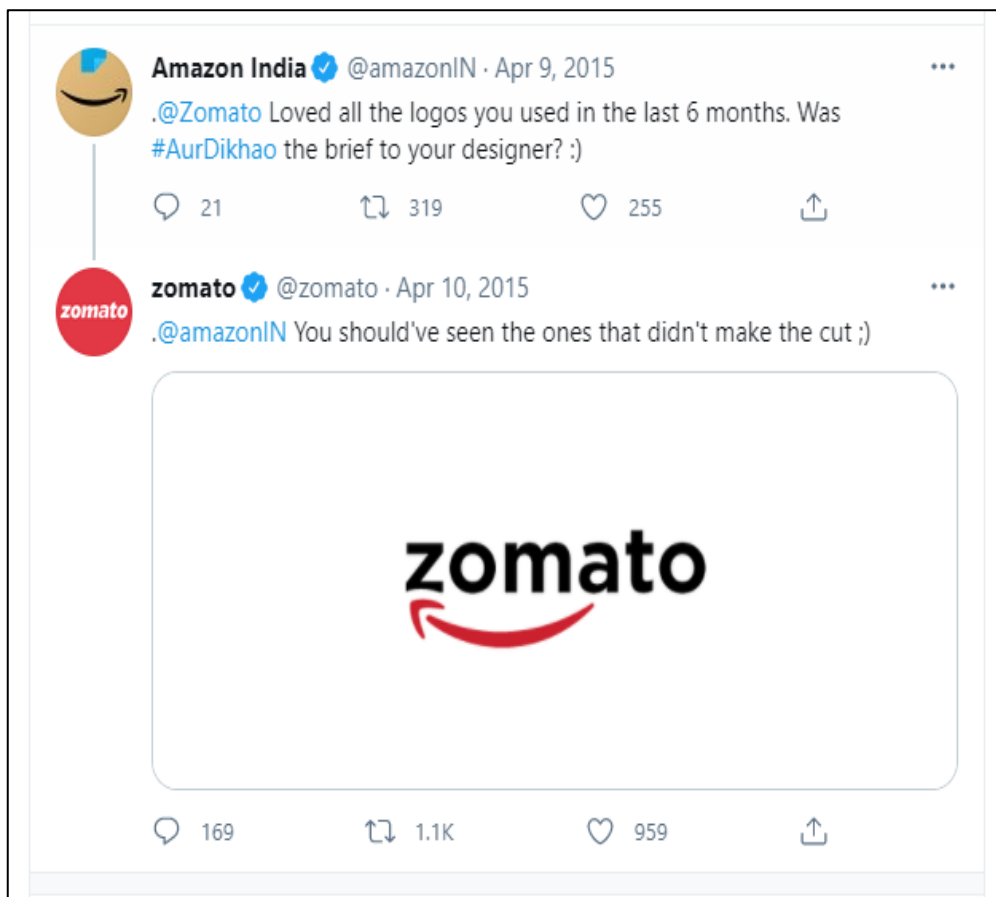 Amazon India @amazonIN · Apr 9, 2015
.@Zomato Loved all the logos you used in the last 6 months. Was
#AurDikhao the brief to your designer? :)
21 319 255
zomato
zomato @zomato · Apr 10, 2015
.@amazonIN You should've seen the ones that didn't make the cut ;)
zomato
169 1.1K 959